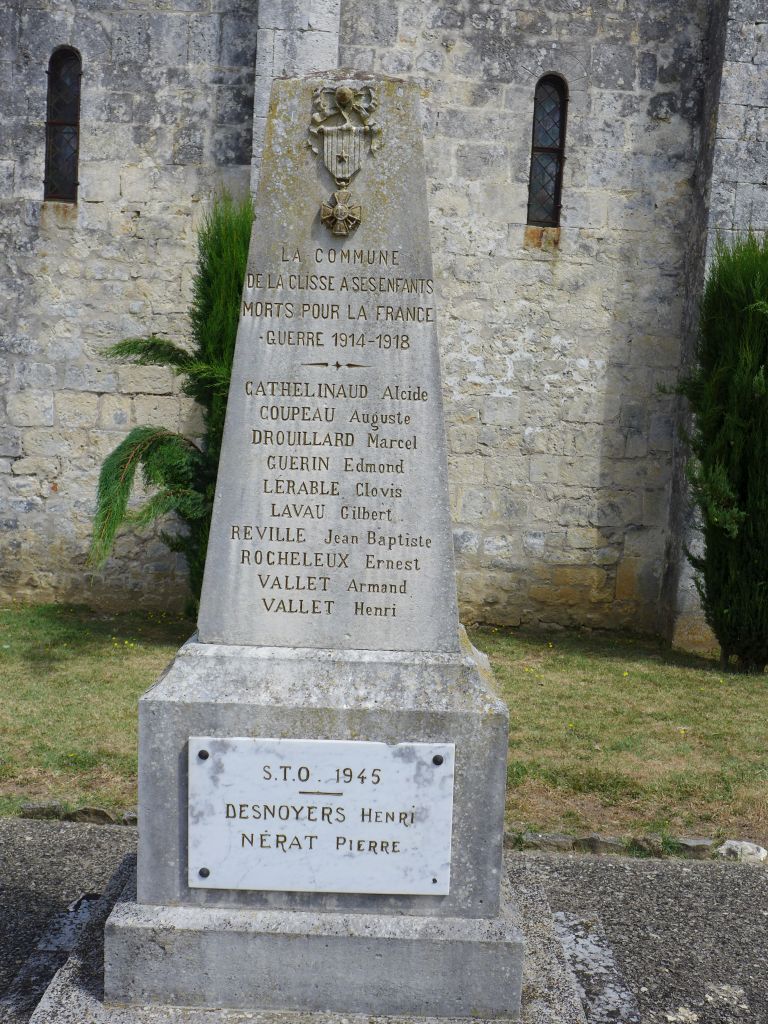 LA COMMUNE
DE LA CLISSE A SES ENFANTS
MORTS POUR LA FRANCE
GUERRE 1914-1918
CATHELINAUD Alcide
COUPEAU Auguste
DROUILLARD Marcel
GUÉRIN Edmond
LÉRABLE Clovis
LAVAU Gilbert
REVILLE Jean Baptiste
ROCHELEUX Ernest
VALLET Armand
VALLET Henri
S.T.O. 1945
DESNOYERS HENRI
NÉRAT PIERRE